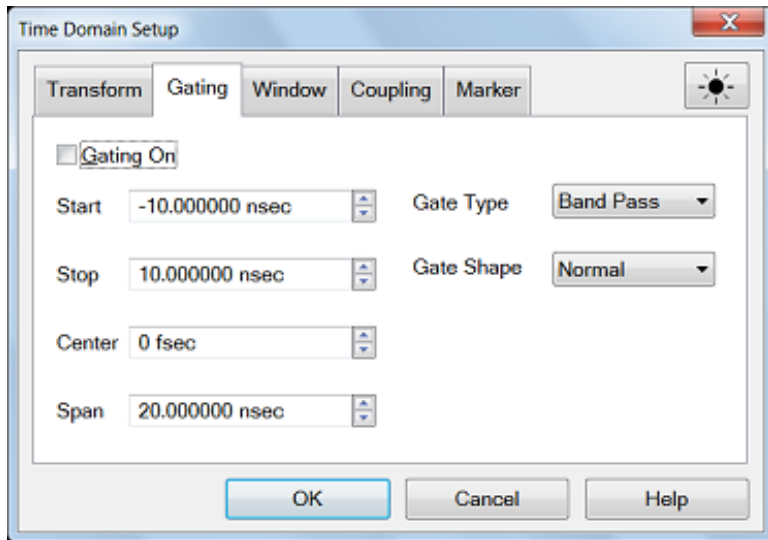 Time Domain Setup
Transform Gating Window Coupling Marker
Gating On
Start -10.000000 nsec Gate Type Band Pass
Stop 10.000000 nsec Gate Shape Normal
Center 0 fsec
Span 20.000000 nsec
OK Cancel Help